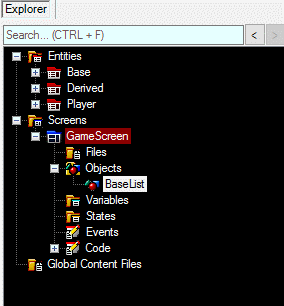 Explorer
Search... (CTRL + F)
<
>
Entities
Base
Derived
Player
Screens
GameScreen
Files
Objects
BaseList
Variables
States
Events
Code
Global Content Files